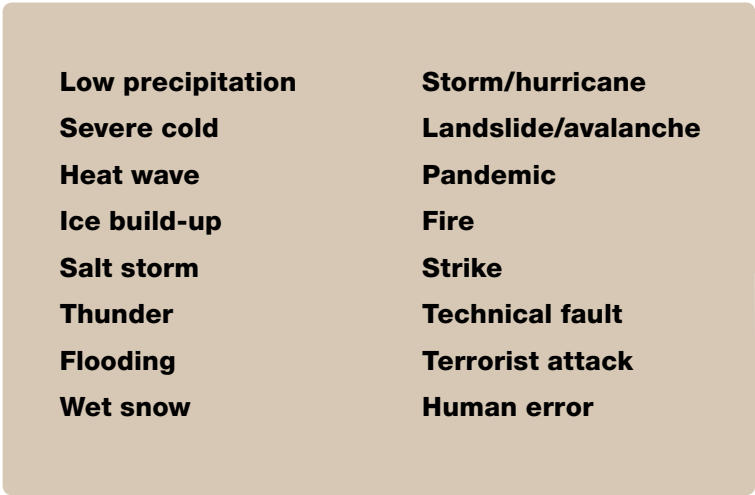 Low precipitation
Severe cold
Heat wave
Ice build-up
Salt storm
Thunder
Flooding
Wet snow
Storm/hurricane
Landslide/avalanche
Pandemic
Fire
Strike
Technical fault
Terrorist attack
Human error